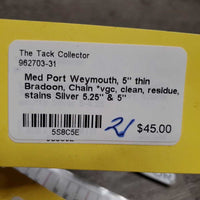 The Tack Collector
962703-31
Med Port Weymouth, 5" thin
Bradoon, Chain *vgc, clean, residue,
stains Silver 5.25" & 5"
5S8C5E
$45.00